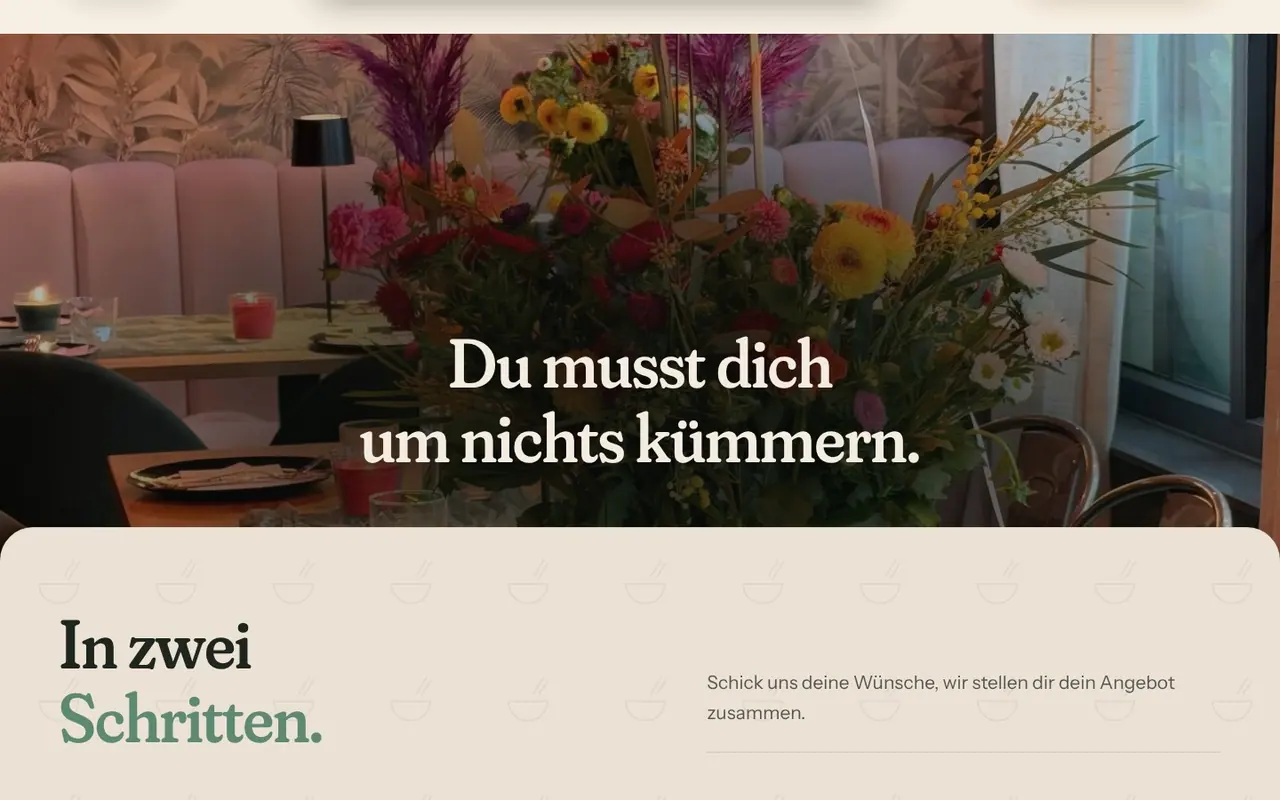 Du musst dich
um nichts kümmern.
In zwei
Schritten.
Schick uns deine Wünsche, wir stellen dir dein Angebot
zusammen.